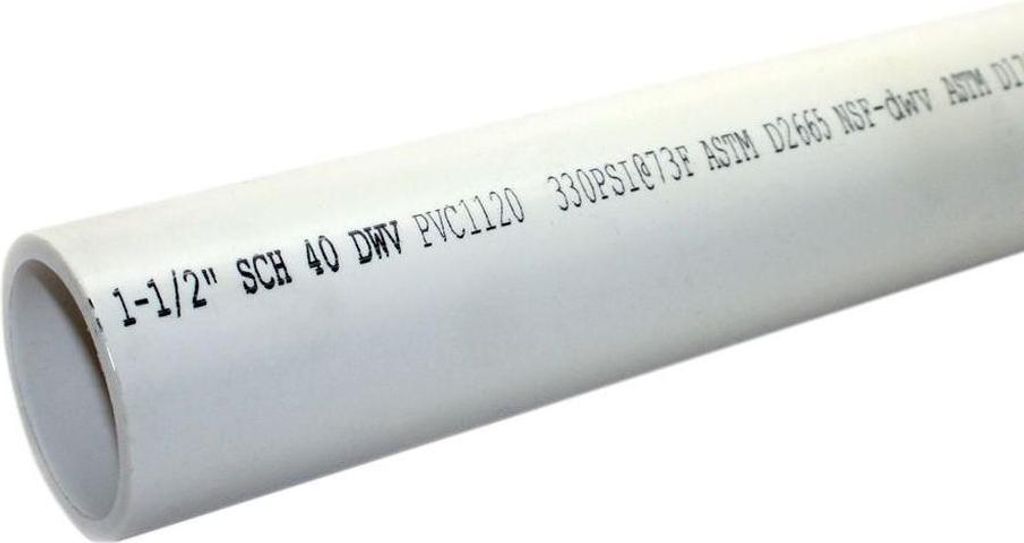 1-1/2" SCH 40 DWV PVC1120 330PSI@73F ASTM D2665 NSF-dwv ASTM